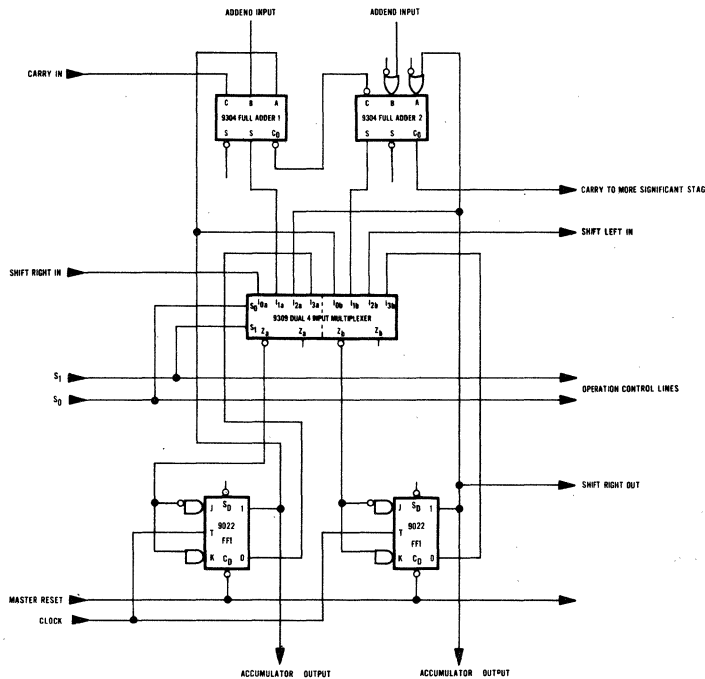 ADDEND INPUT
ADDEND INPUT
CARRY IN
C B A
9304 FULL ADDER 1
S S C0
C B A
9304 FULL ADDER 2
S S C0
CARRY TO MORE SIGNIFICANT STAG
SHIFT LEFT IN
SHIFT RIGHT IN
S0 I0a I1a I2a I3a I0b I1b I2b I3b
9309 DUAL 4 INPUT MULTIPLEXER
S1 Za Za Zb Zb
S1
S0
OPERATION CONTROL LINES
SHIFT RIGHT OUT
J SD 1
9022
T
FF1
K CD 0
J SD 1
9022
T
FF1
K CD 0
MASTER RESET
CLOCK
ACCUMULATOR OUTPUT
ACCUMULATOR OUTPUT